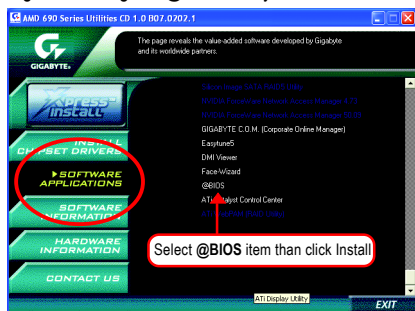 AMD 690 Series Utilities CD 1.0 B07.0202.1
GIGABYTE
The page reveals the value-added software developed by Gigabyte
and its worldwide partners.
Xpress
Install
INSTALL
CHIPSET DRIVERS
SOFTWARE
APPLICATIONS
SOFTWARE
INFORMATION
HARDWARE
INFORMATION
CONTACT US
GIGABYTE C.O.M. (Corporate Online Manager)
Easytune5
DMI Viewer
Face-Wizard
@BIOS
ATi Catalyst Control Center
Select @BIOS item than click Install
ATi Display Utility
EXIT